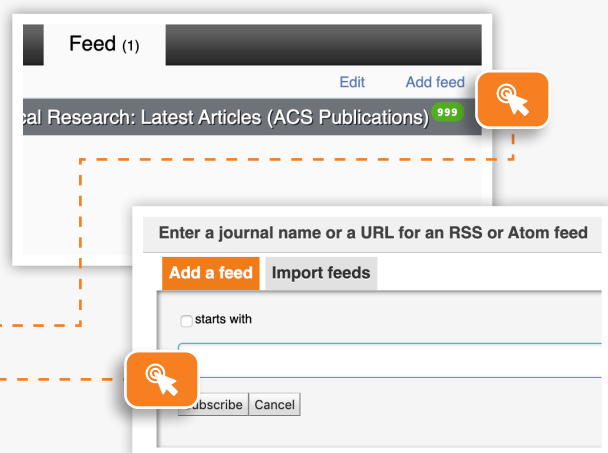 Feed (1)
Edit Add feed
cal Research: Latest Articles (ACS Publications) 999
Enter a journal name or a URL for an RSS or Atom feed
Add a feed Import feeds
starts with
ubscribe Cancel